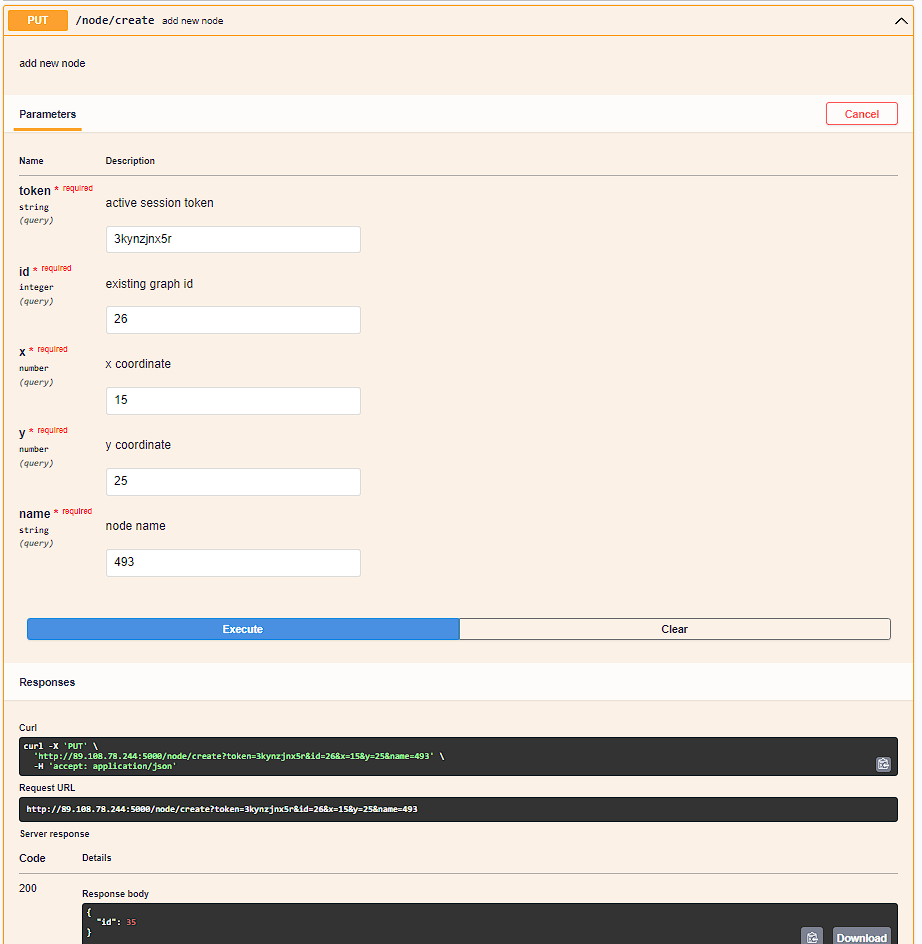 PUT /node/create add new node
add new node
Parameters Cancel
Name Description
token * required
string
(query)
active session token
3kynzjnx5r
id * required
integer
(query)
existing graph id
26
x * required
number
(query)
x coordinate
15
y * required
number
(query)
y coordinate
25
name * required
string
(query)
node name
493
Execute Clear
Responses
Curl
curl -X 'PUT' \
'http://89.108.78.244:5000/node/create?token=3kynzjnx5r&id=26&x=15&y=25&name=493' \
-H 'accept: application/json'
Request URL
http://89.108.78.244:5000/node/create?token=3kynzjnx5r&id=26&x=15&y=25&name=493
Server response
Code Details
200
Response body
{
"id": 35
}
Download